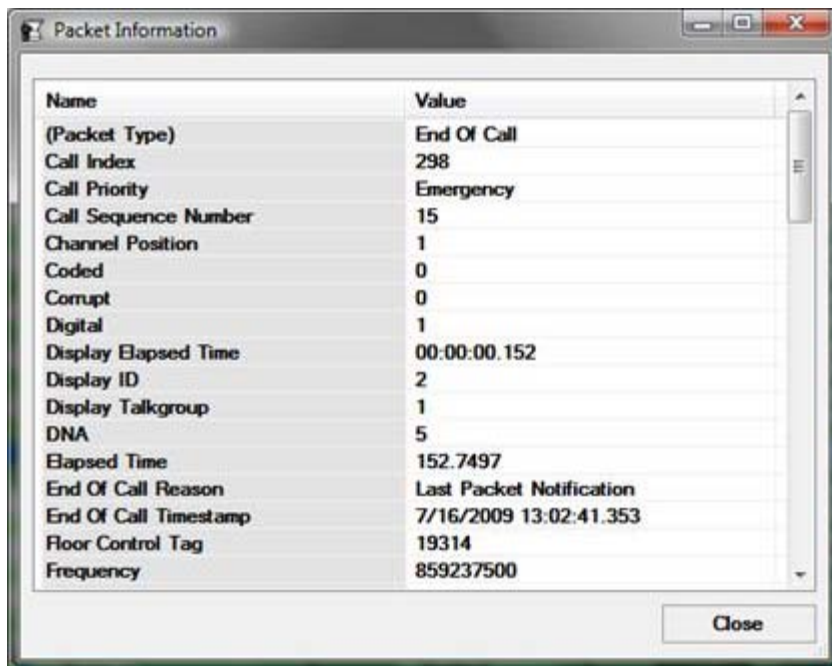 Packet Information
Name Value
(Packet Type) End Of Call
Call Index 298
Call Priority Emergency
Call Sequence Number 15
Channel Position 1
Coded 0
Corrupt 0
Digital 1
Display Elapsed Time 00:00:00.152
Display ID 2
Display Talkgroup 1
DNA 5
Elapsed Time 152.7497
End Of Call Reason Last Packet Notification
End Of Call Timestamp 7/16/2009 13:02:41.353
Floor Control Tag 19314
Frequency 859237500
Close